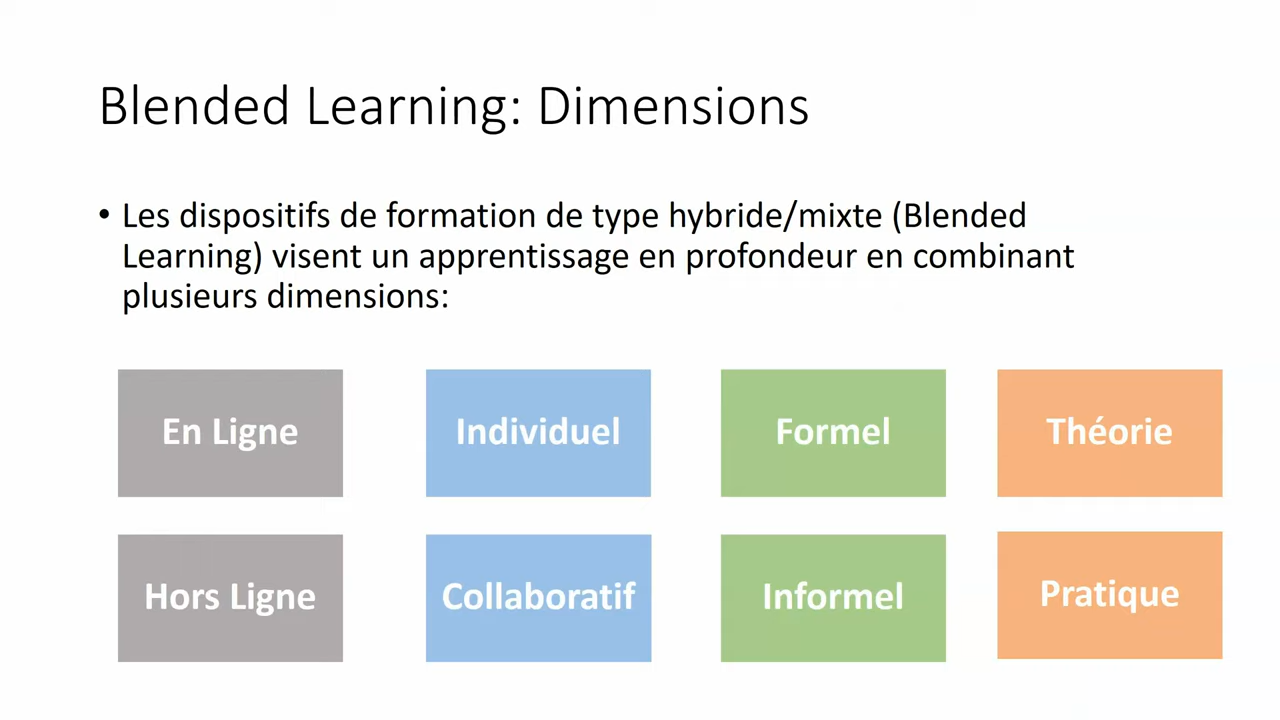 Blended Learning: Dimensions
• Les dispositifs de formation de type hybride/mixte (Blended
Learning) visent un apprentissage en profondeur en combinant
plusieurs dimensions:
En Ligne
Individuel
Formel
Théorie
Hors Ligne
Collaboratif
Informel
Pratique